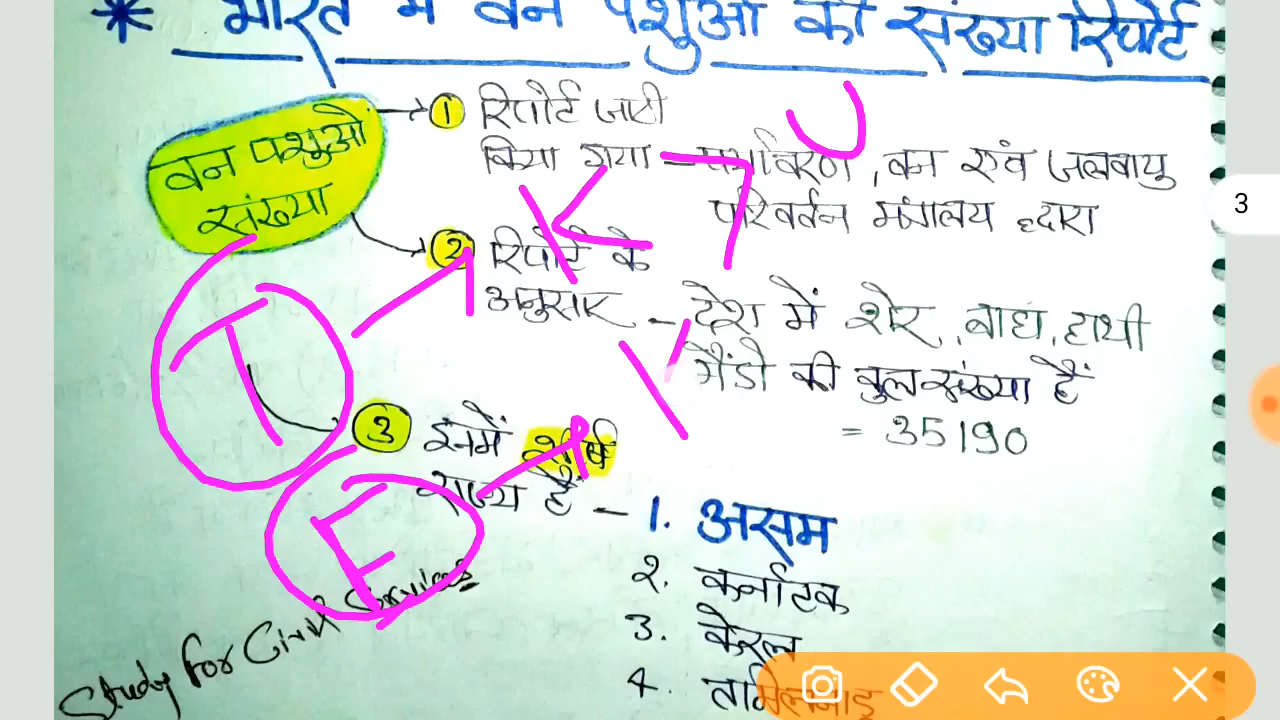 * भारत में वन पशुओं की संख्या रिपोर्ट
वन पशुओं
संख्या
1 रिपोर्ट जारी
किया गया – पर्यावरण, वन एवं जलवायु
परिवर्तन मंत्रालय द्वारा
2 रिपोर्ट के
अनुसार – देश में शेर, बाघ, हाथी
गैंडो की कुल संख्या है
= 35190
3 इनमें शीर्ष
राज्य है – 1. असम
2. कर्नाटक
3. केरल
4. तमिलनाडु
Study For Civil Services
T
E
K
3